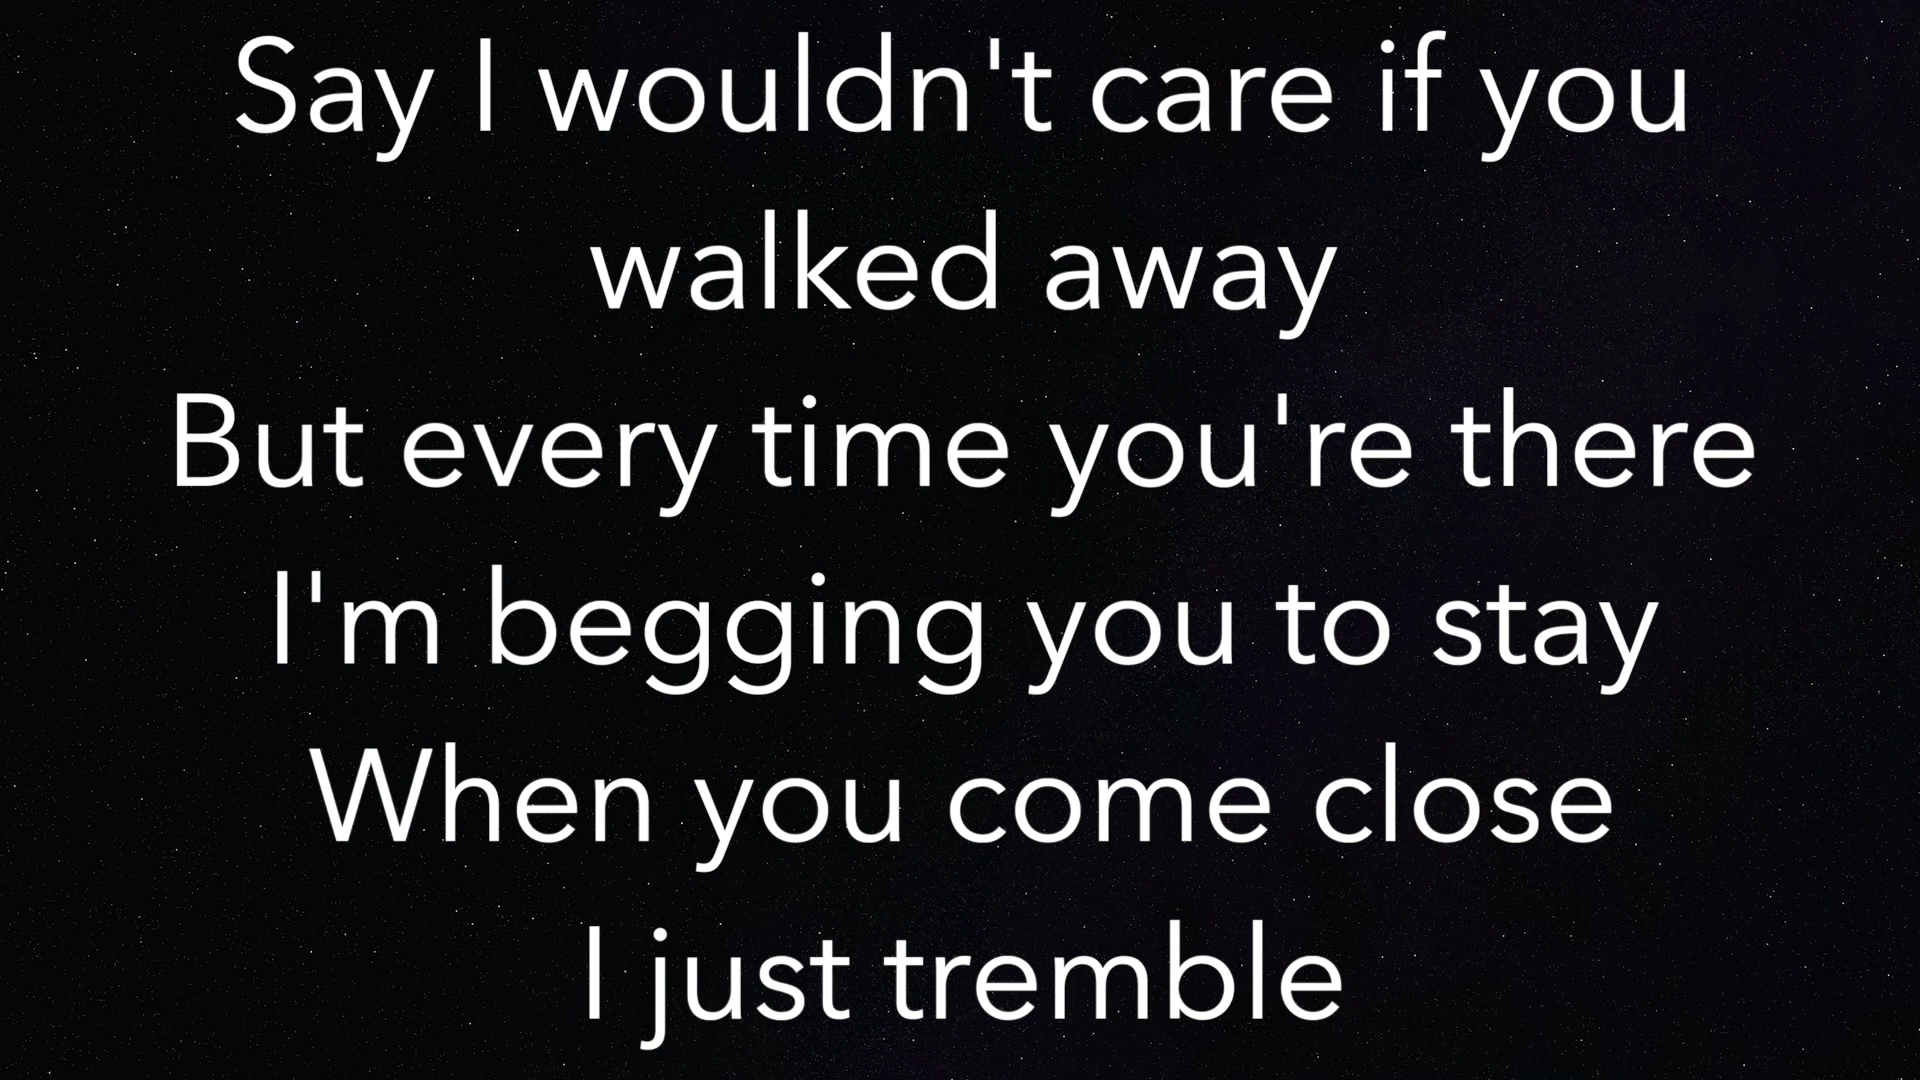 Say I wouldn't care if you
walked away
But every time you're there
I'm begging you to stay
When you come close
I just tremble